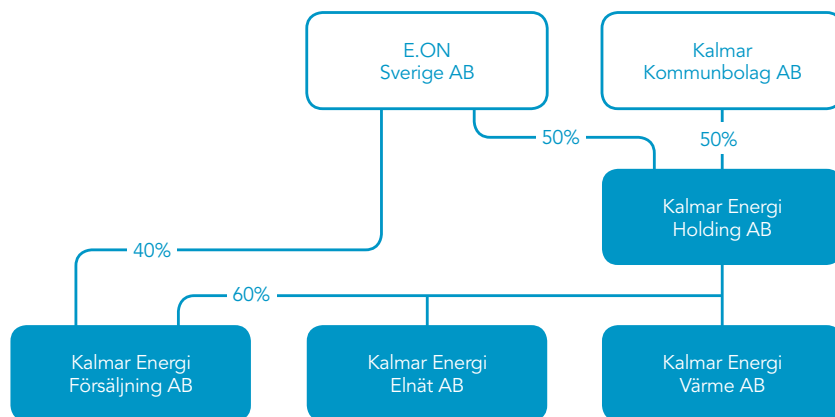 E.ON
Sverige AB
Kalmar
Kommunbolag AB
50%
50%
Kalmar Energi
Holding AB
40%
60%
Kalmar Energi
Försäljning AB
Kalmar Energi
Elnät AB
Kalmar Energi
Värme AB